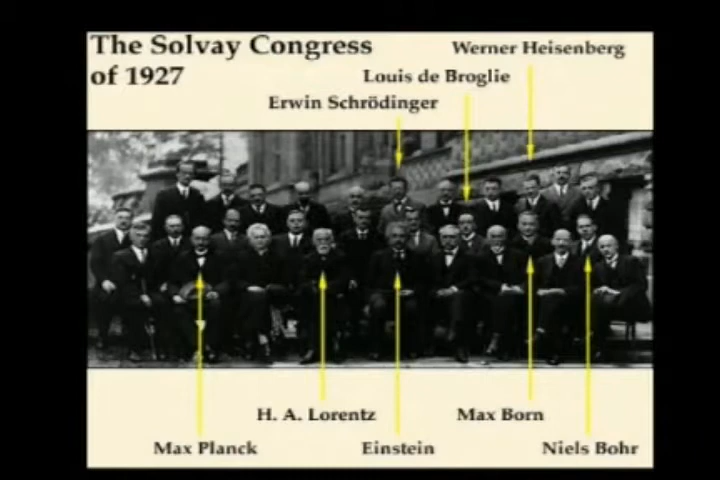 The Solvay Congress
of 1927
Werner Heisenberg
Louis de Broglie
Erwin Schrödinger
H. A. Lorentz
Max Born
Max Planck
Einstein
Niels Bohr